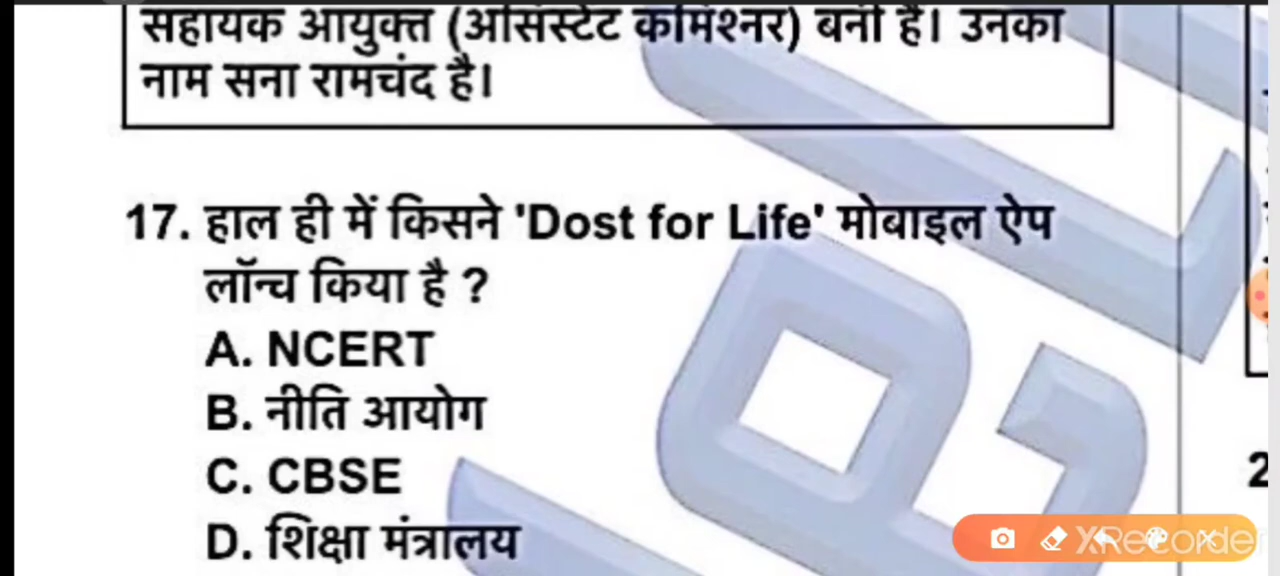 सहायक आयुक्त (असिस्टेंट कमिश्नर) बनी हैं। उनका
नाम सना रामचंद है।
17. हाल ही में किसने 'Dost for Life' मोबाइल ऐप
लॉन्च किया है ?
A. NCERT
B. नीति आयोग
C. CBSE
D. शिक्षा मंत्रालय
2
XRecorder